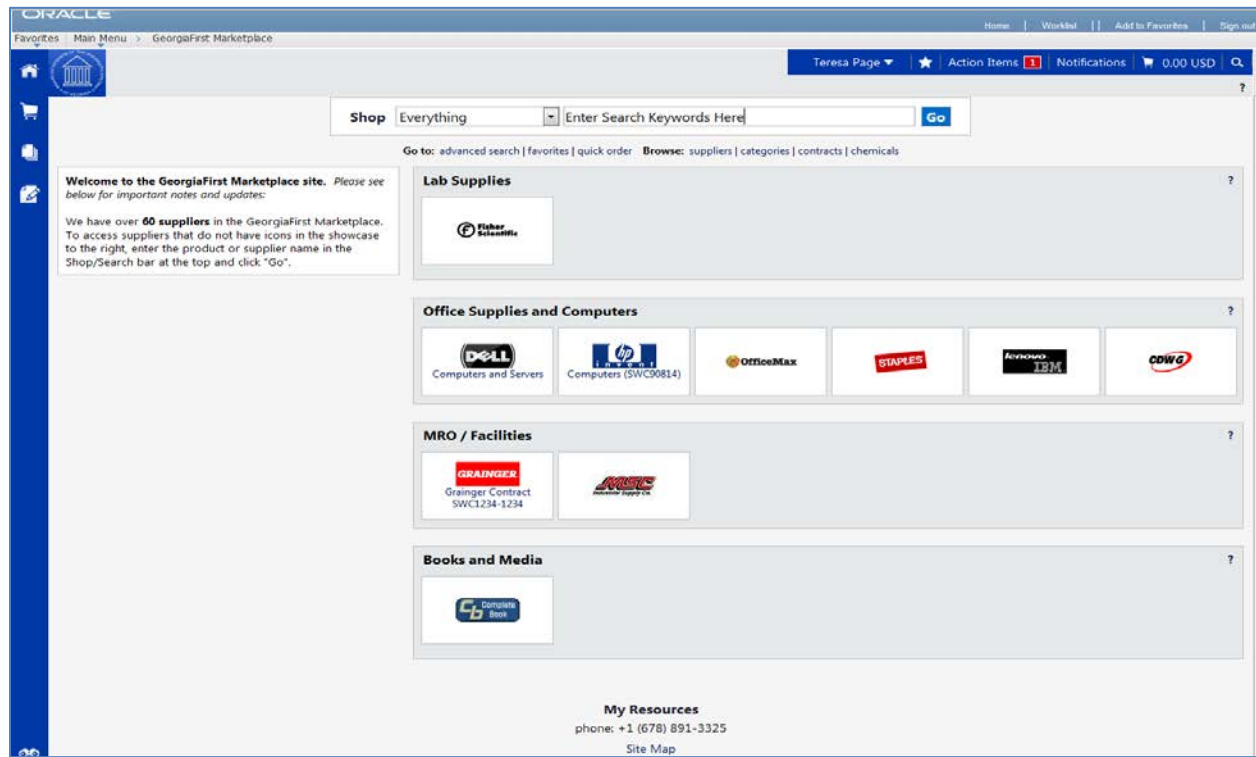 ORACLE
Home | Worklist || Add to Favorites | Sign out
Favorites Main Menu > GeorgiaFirst Marketplace
Teresa Page ▼ ★ Action Items 1 Notifications 0.00 USD
?
Shop Everything Enter Search Keywords Here Go
Go to: advanced search | favorites | quick order Browse: suppliers | categories | contracts | chemicals
Welcome to the GeorgiaFirst Marketplace site. Please see
below for important notes and updates:
We have over 60 suppliers in the GeorgiaFirst Marketplace.
To access suppliers that do not have icons in the showcase
to the right, enter the product or supplier name in the
Shop/Search bar at the top and click "Go".
Lab Supplies ?
Fisher
Scientific
Office Supplies and Computers ?
DELL
Computers and Servers
hp
invent
Computers (SWC90814)
OfficeMax
STAPLES
lenovo
IBM
CDWG
MRO / Facilities ?
GRAINGER
Grainger Contract
SWC1234-1234
MSC
Industrial Supply Co.
Books and Media ?
Cb Complete
Book
My Resources
phone: +1 (678) 891-3325
Site Map